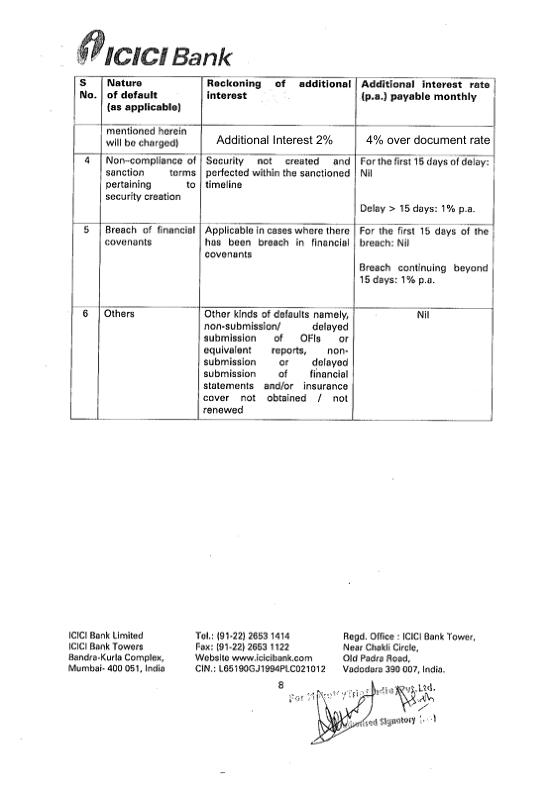 ICICI Bank
S No.
Nature of default (as applicable)
Reckoning of additional interest
Additional interest rate (p.a.) payable monthly
mentioned herein will be charged)
Additional Interest 2%
4% over document rate
4
Non-compliance of
sanction terms
pertaining to
security creation
Security not created and
perfected within the sanctioned
timeline
For the first 15 days of delay:
Nil
Delay > 15 days: 1% p.a.
5
Breach of financial
covenants
Applicable in cases where there
has been breach in financial
covenants
For the first 15 days of the
breach: Nil
Breach continuing beyond
15 days: 1% p.a.
6
Others
Other kinds of defaults namely,
non-submission/ delayed
submission of OFIs or
equivalent reports, non-
submission or delayed
submission of financial
statements and/or insurance
cover not obtained / not
renewed
Nil
ICICI Bank Limited
ICICI Bank Towers
Bandra-Kurla Complex,
Mumbai- 400 051, India
Tel.: (91-22) 2653 1414
Fax: (91-22) 2653 1122
Website www.icicibank.com
CIN.: L65190GJ1994PLC021012
Regd. Office : ICICI Bank Tower,
Near Chakli Circle,
Old Padra Road,
Vadodara 390 007, India.
8
For India Pvt. Ltd.
Signatory